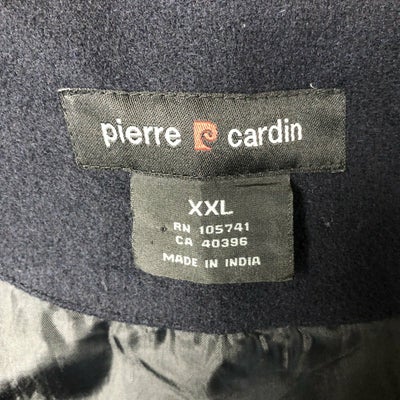 pierre cardin
XXL
RN 105741
CA 40396
MADE IN INDIA